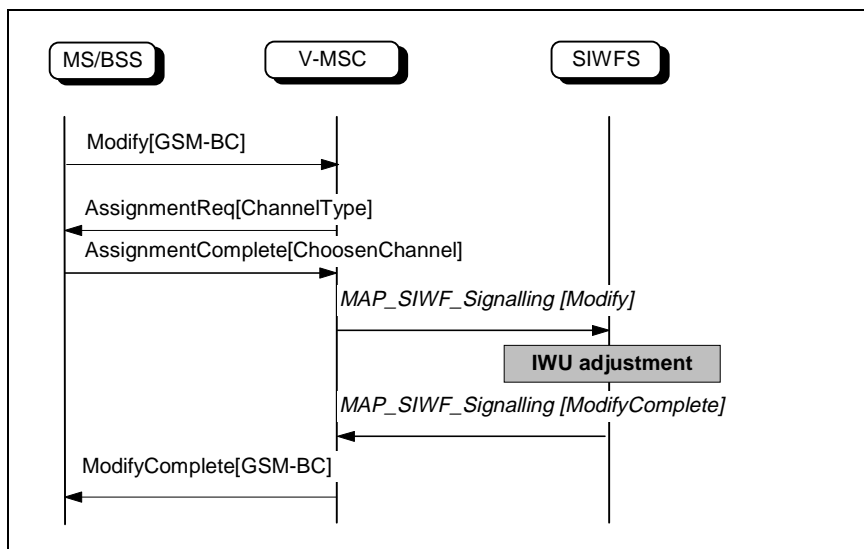 MS/BSS V-MSC SIWFS
Modify[GSM-BC]
AssignmentReq[ChannelType]
AssignmentComplete[ChoosenChannel]
MAP_SIWF_Signalling [Modify]
IWU adjustment
MAP_SIWF_Signalling [ModifyComplete]
ModifyComplete[GSM-BC]